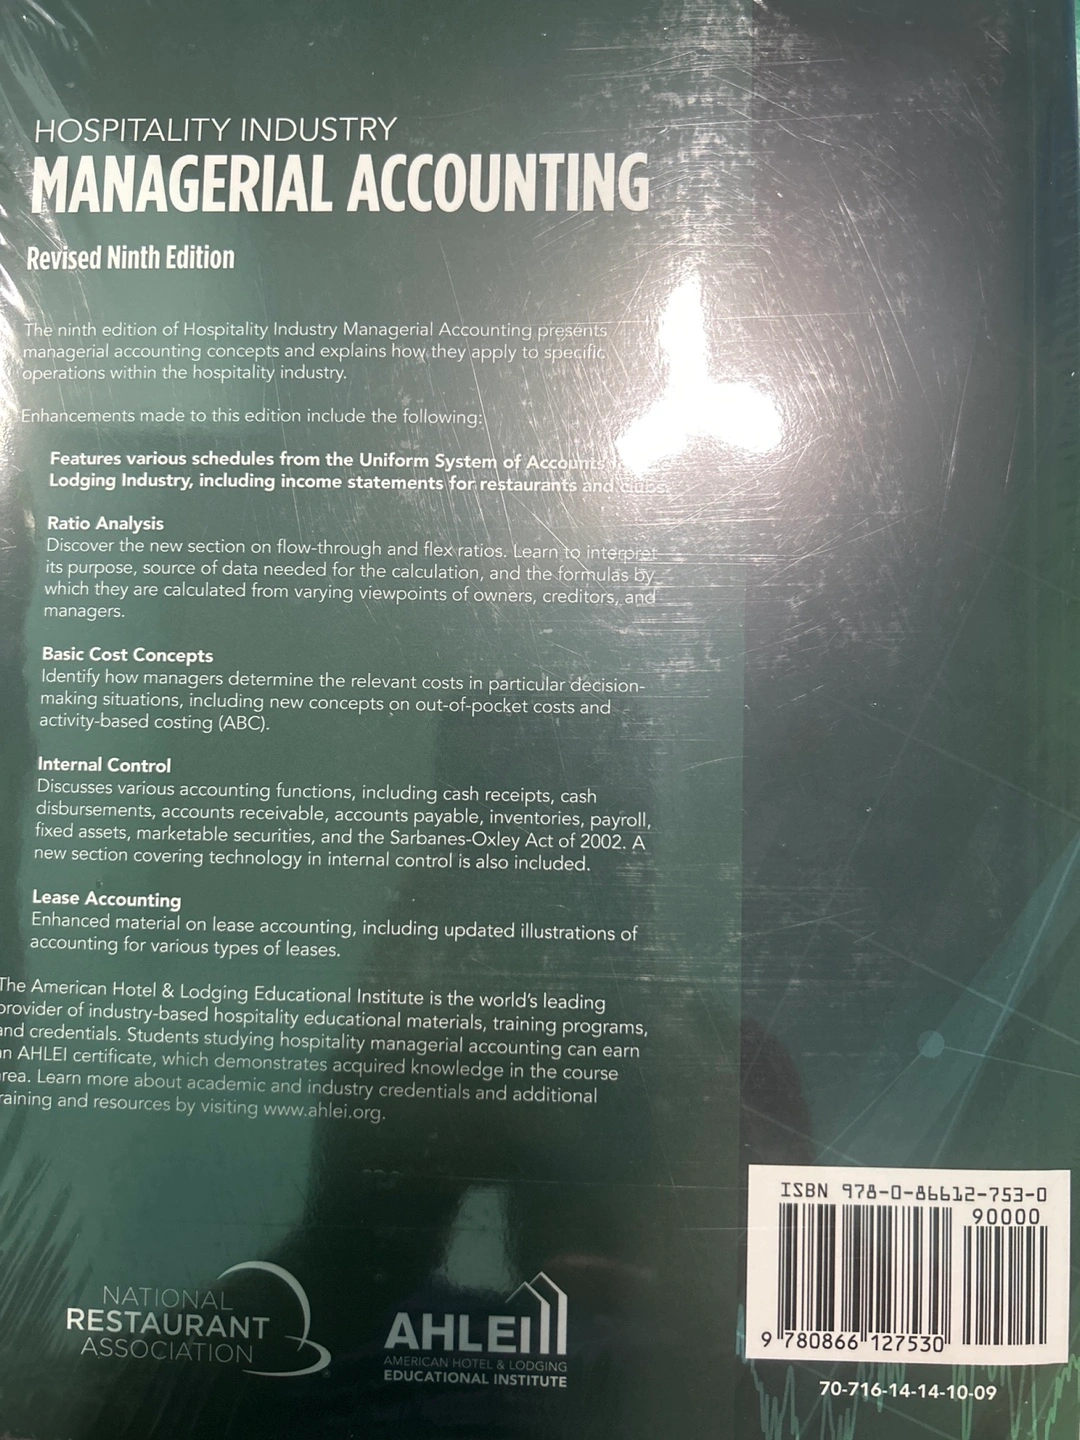 HOSPITALITY INDUSTRY
MANAGERIAL ACCOUNTING
Revised Ninth Edition
The ninth edition of Hospitality Industry Managerial Accounting presents
managerial accounting concepts and explains how they apply to specific
operations within the hospitality industry.
Enhancements made to this edition include the following:
Features various schedules from the Uniform System of Accounts
Lodging Industry, including income statements for restaurants and clubs.
Ratio Analysis
Discover the new section on flow-through and flex ratios. Learn to interpret
its purpose, source of data needed for the calculation, and the formulas by
which they are calculated from varying viewpoints of owners, creditors, and
managers.
Basic Cost Concepts
Identify how managers determine the relevant costs in particular decision-
making situations, including new concepts on out-of-pocket costs and
activity-based costing (ABC).
Internal Control
Discusses various accounting functions, including cash receipts, cash
disbursements, accounts receivable, accounts payable, inventories, payroll,
fixed assets, marketable securities, and the Sarbanes-Oxley Act of 2002. A
new section covering technology in internal control is also included.
Lease Accounting
Enhanced material on lease accounting, including updated illustrations of
accounting for various types of leases.
The American Hotel & Lodging Educational Institute is the world's leading
provider of industry-based hospitality educational materials, training programs,
and credentials. Students studying hospitality managerial accounting can earn
an AHLEI certificate, which demonstrates acquired knowledge in the course
area. Learn more about academic and industry credentials and additional
training and resources by visiting www.ahlei.org.
ISBN 978-0-86612-753-0
90000
9 780866 127530
70-716-14-14-10-09
NATIONAL
RESTAURANT
ASSOCIATION
AHLEI
AMERICAN HOTEL & LODGING
EDUCATIONAL INSTITUTE